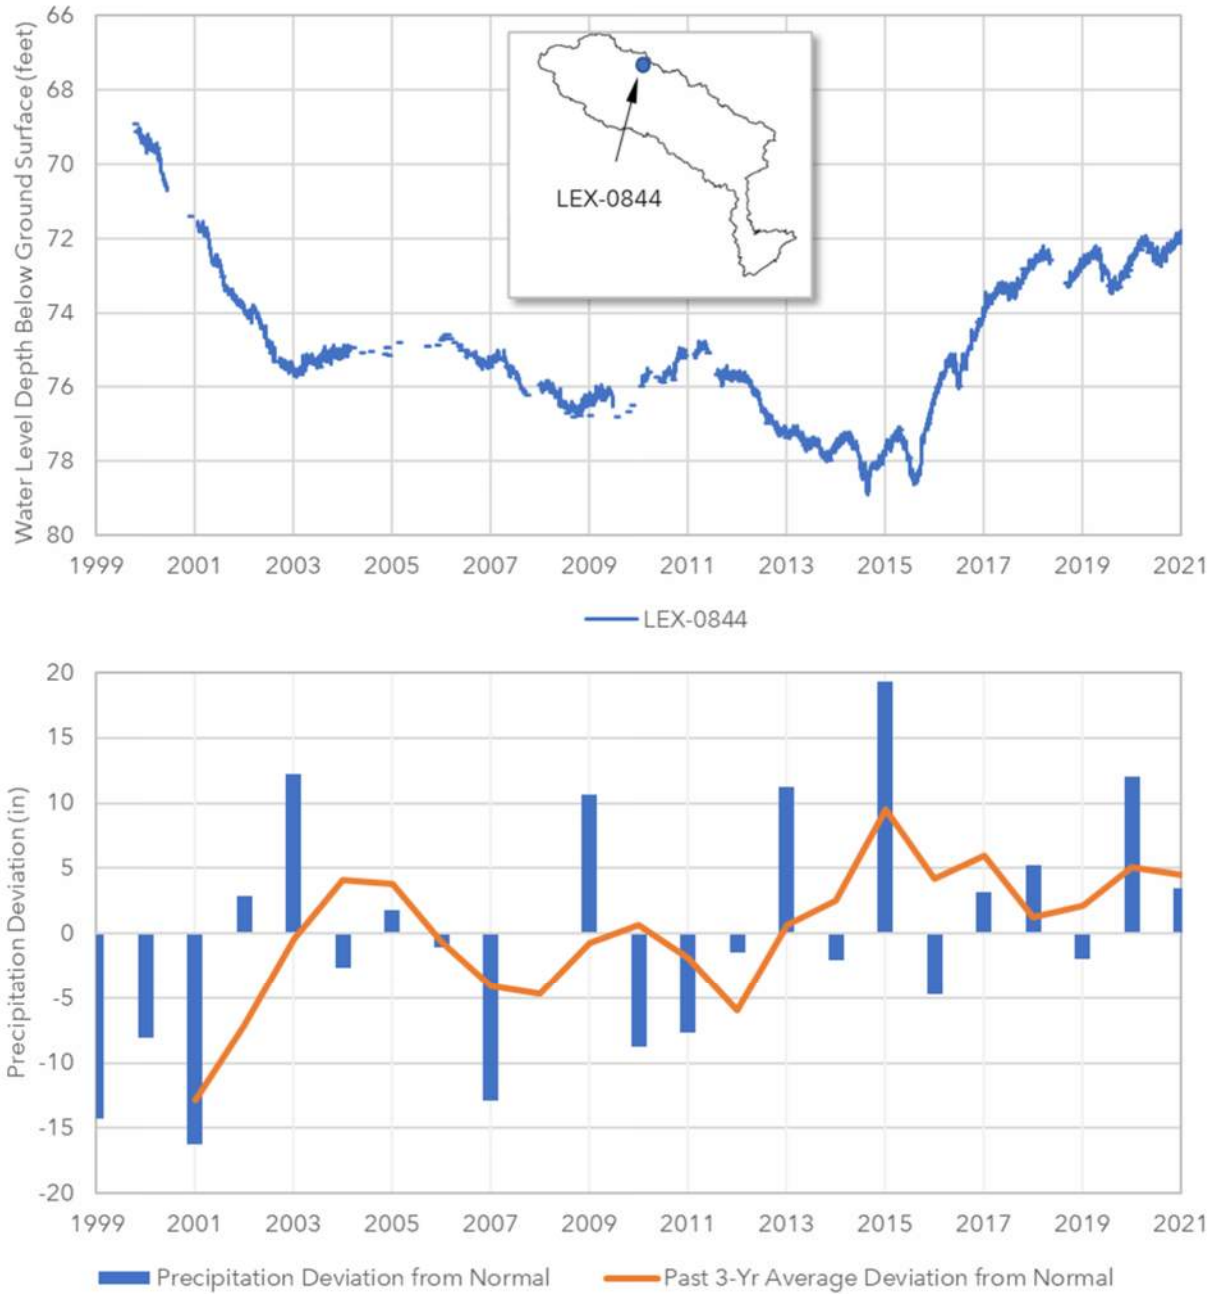 Water Level Depth Below Ground Surface (feet)
66
68
70
72
74
76
78
80
LEX-0844
1999 2001 2003 2005 2007 2009 2011 2013 2015 2017 2019 2021
LEX-0844
Precipitation Deviation (in)
20
15
10
5
0
-5
-10
-15
-20
1999 2001 2003 2005 2007 2009 2011 2013 2015 2017 2019 2021
Precipitation Deviation from Normal Past 3-Yr Average Deviation from Normal